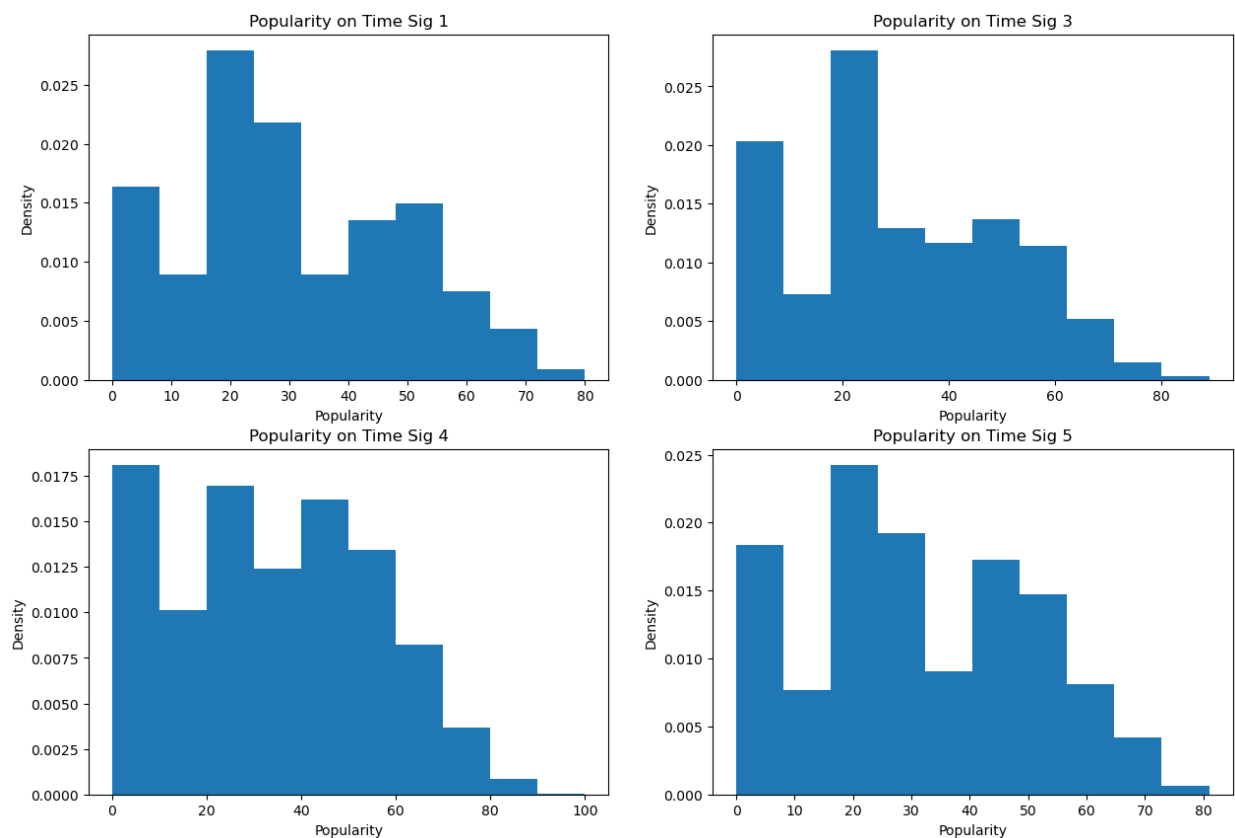 Popularity on Time Sig 1
0.025
0.020
0.015
0.010
0.005
0.000
Density
0 10 20 30 40 50 60 70 80
Popularity
Popularity on Time Sig 3
0.025
0.020
0.015
0.010
0.005
0.000
Density
0 20 40 60 80
Popularity
Popularity on Time Sig 4
0.0175
0.0150
0.0125
0.0100
0.0075
0.0050
0.0025
0.0000
Density
0 20 40 60 80 100
Popularity
Popularity on Time Sig 5
0.025
0.020
0.015
0.010
0.005
0.000
Density
0 10 20 30 40 50 60 70 80
Popularity